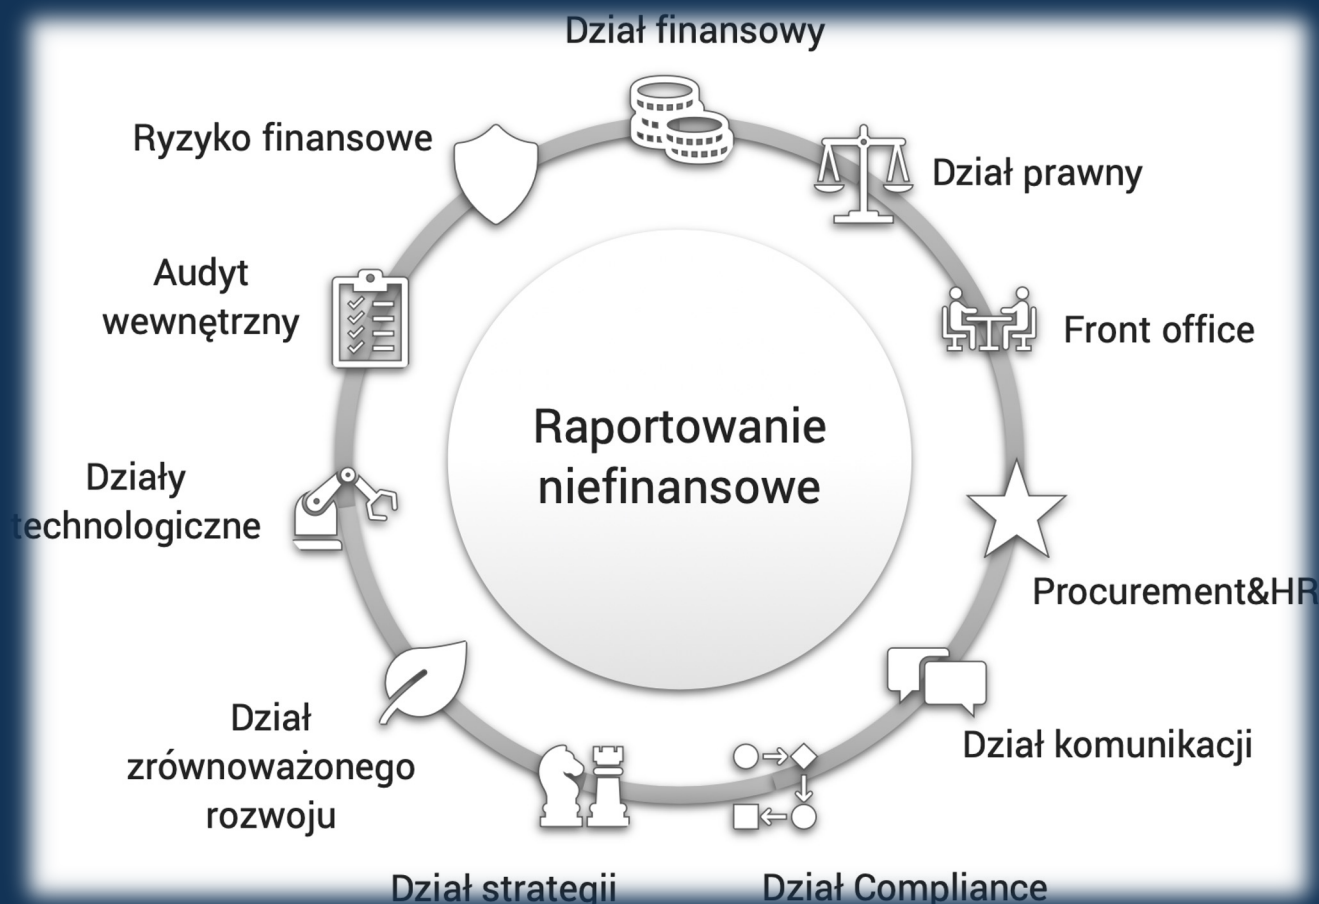 Dział finansowy
Ryzyko finansowe
Dział prawny
Audyt
wewnętrzny
Front office
Raportowanie
niefinansowe
Działy
technologiczne
Procurement&HR
Dział
zrównoważonego
rozwoju
Dział komunikacji
Dział strategii
Dział Compliance